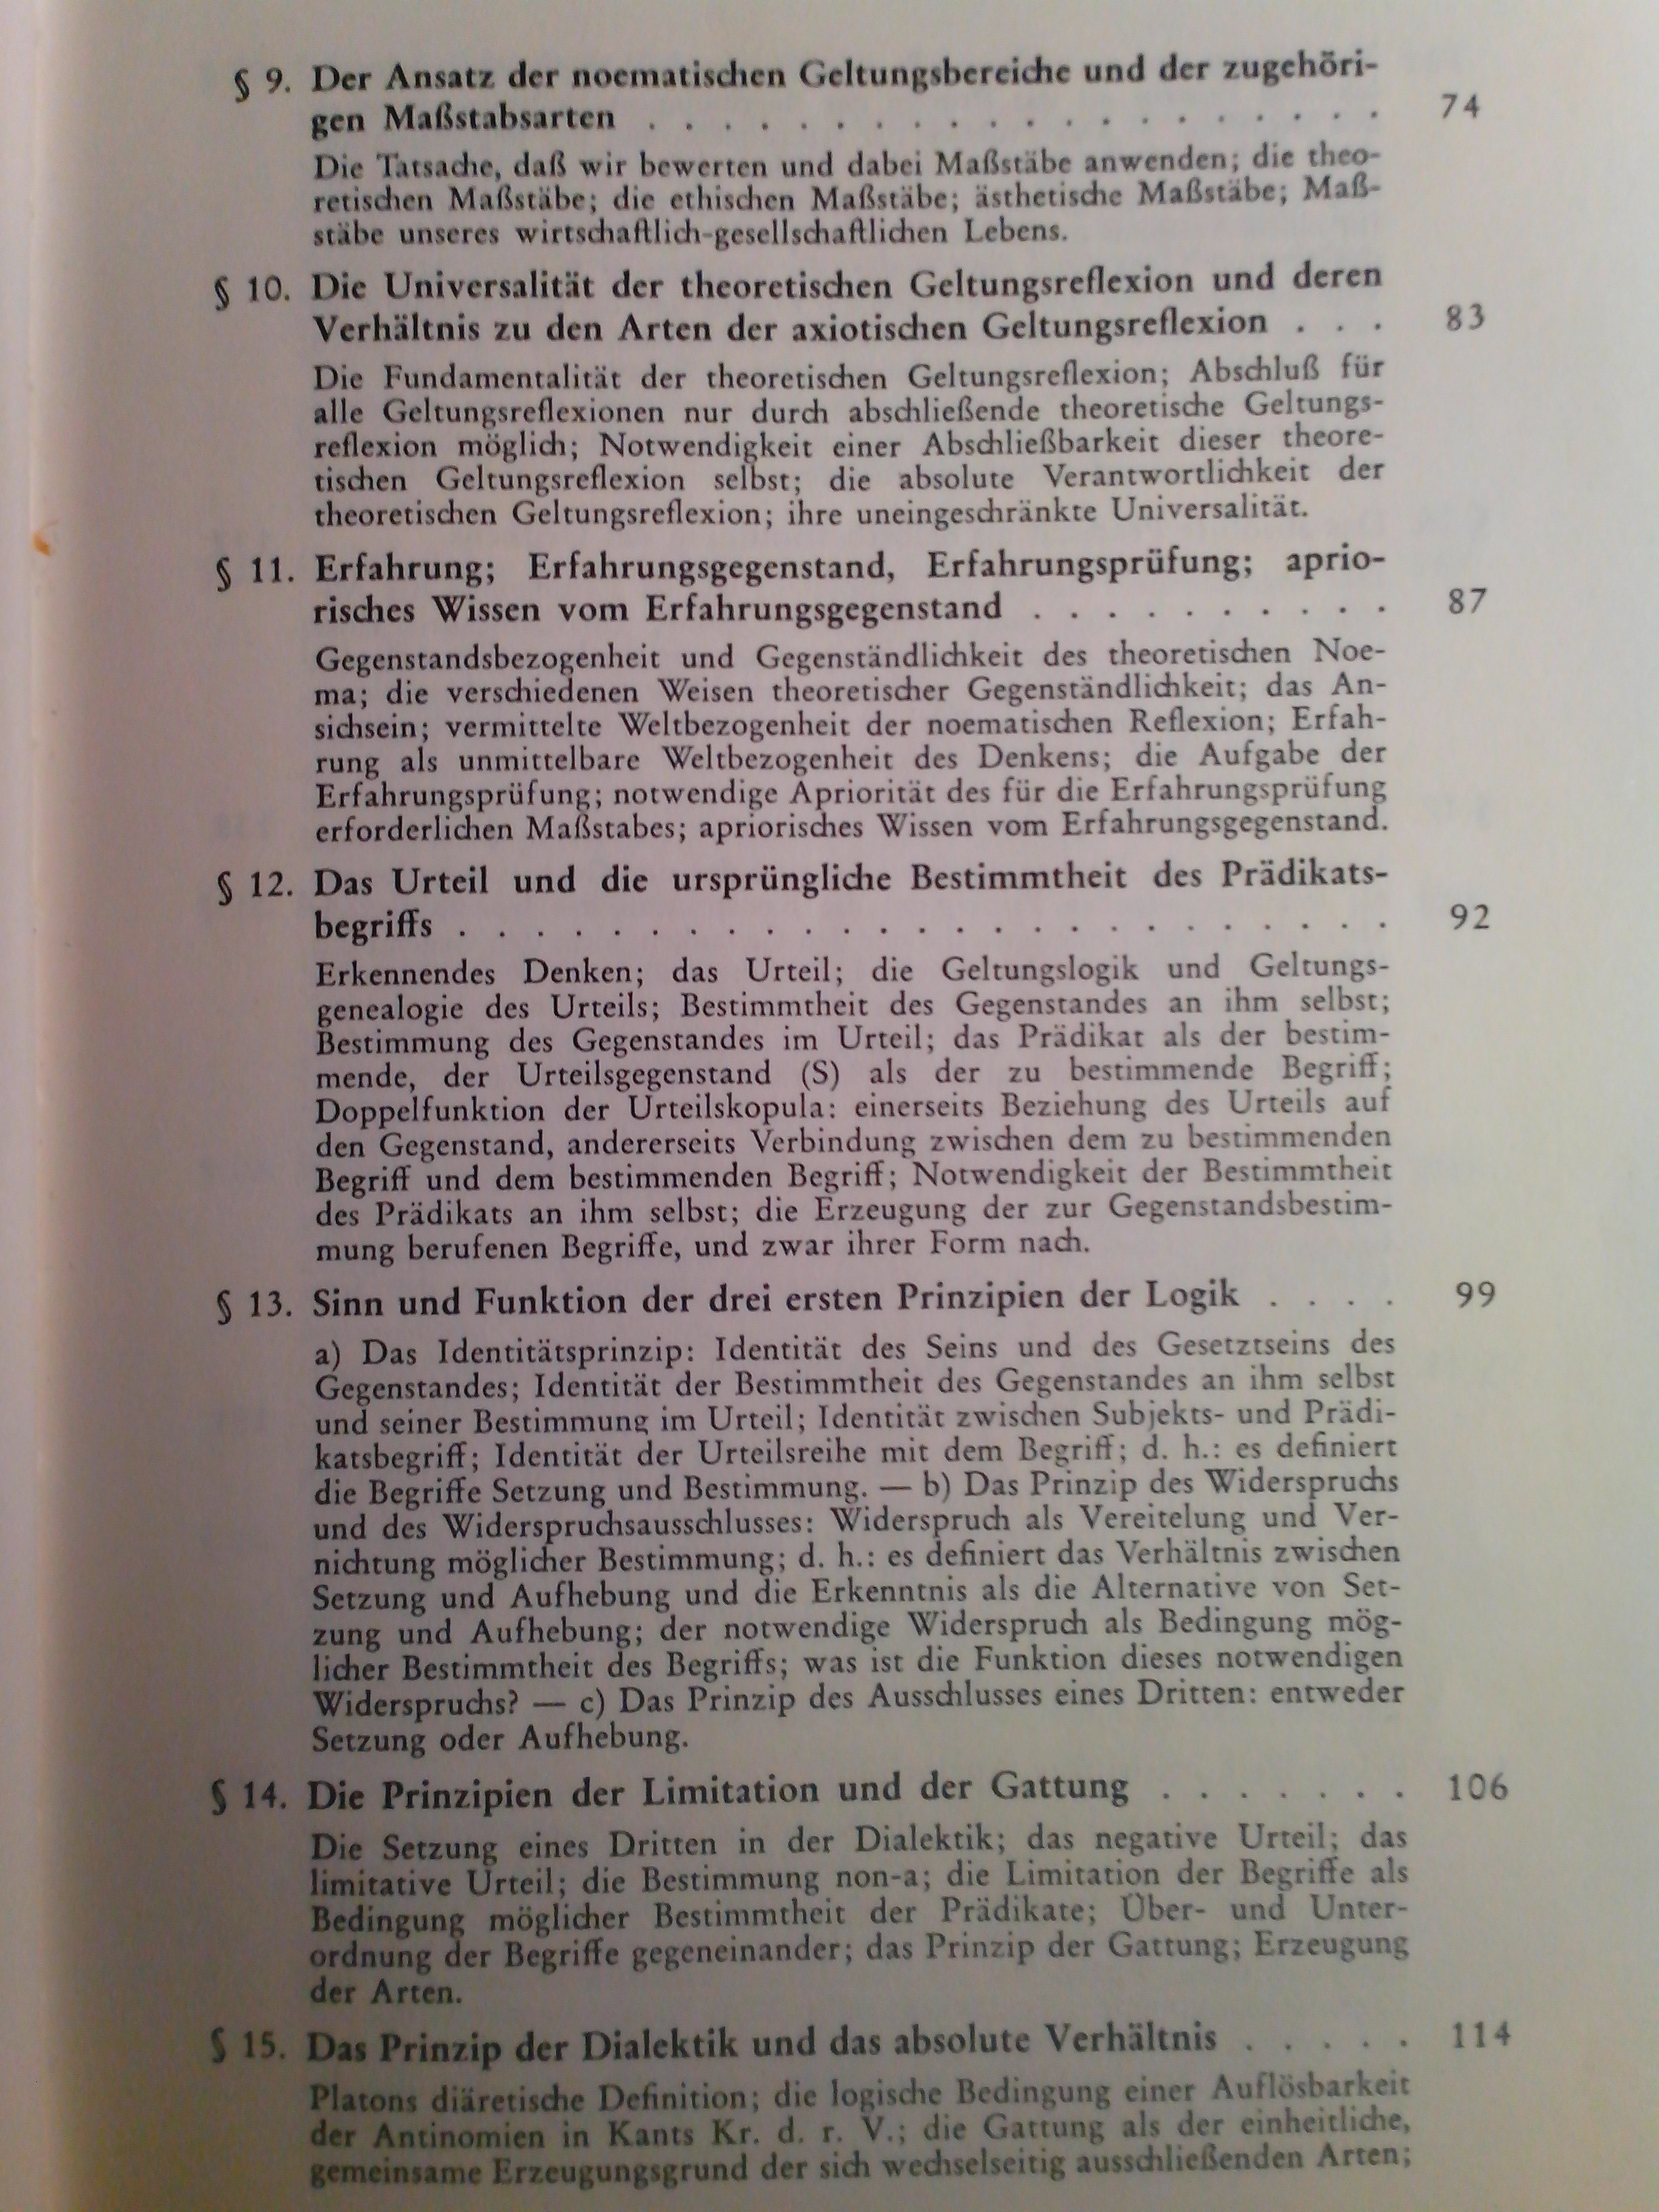 § 9. Der Ansatz der noematischen Geltungsbereiche und der zugehöri-
gen Maßstabsarten . . . . . . . . . . . . . . . . . . . . 74
Die Tatsache, daß wir bewerten und dabei Maßstäbe anwenden; die theo-
retischen Maßstäbe; die ethischen Maßstäbe; ästhetische Maßstäbe; Maß-
stäbe unseres wirtschaftlich-gesellschaftlichen Lebens.
§ 10. Die Universalität der theoretischen Geltungsreflexion und deren
Verhältnis zu den Arten der axiotischen Geltungsreflexion . . . 83
Die Fundamentalität der theoretischen Geltungsreflexion; Abschluß für
alle Geltungsreflexionen nur durch abschließende theoretische Geltungs-
reflexion möglich; Notwendigkeit einer Abschließbarkeit dieser theore-
tischen Geltungsreflexion selbst; die absolute Verantwortlichkeit der
theoretischen Geltungsreflexion; ihre uneingeschränkte Universalität.
§ 11. Erfahrung; Erfahrungsgegenstand, Erfahrungsprüfung; aprio-
risches Wissen vom Erfahrungsgegenstand . . . . . . . . . . 87
Gegenstandsbezogenheit und Gegenständlichkeit des theoretischen Noe-
ma; die verschiedenen Weisen theoretischer Gegenständlichkeit; das An-
sichsein; vermittelte Weltbezogenheit der noematischen Reflexion; Erfah-
rung als unmittelbare Weltbezogenheit des Denkens; die Aufgabe der
Erfahrungsprüfung; notwendige Apriorität des für die Erfahrungsprüfung
erforderlichen Maßstabes; apriorisches Wissen vom Erfahrungsgegenstand.
§ 12. Das Urteil und die ursprüngliche Bestimmtheit des Prädikats-
begriffs . . . . . . . . . . . . . . . . . . . . . . . . . 92
Erkennendes Denken; das Urteil; die Geltungslogik und Geltungs-
genealogie des Urteils; Bestimmtheit des Gegenstandes an ihm selbst;
Bestimmung des Gegenstandes im Urteil; das Prädikat als der bestim-
mende, der Urteilsgegenstand (S) als der zu bestimmende Begriff;
Doppelfunktion der Urteilskopula: einerseits Beziehung des Urteils auf
den Gegenstand, andererseits Verbindung zwischen dem zu bestimmenden
Begriff und dem bestimmenden Begriff; Notwendigkeit der Bestimmtheit
des Prädikats an ihm selbst; die Erzeugung der zur Gegenstandsbestim-
mung berufenen Begriffe, und zwar ihrer Form nach.
§ 13. Sinn und Funktion der drei ersten Prinzipien der Logik . . . . 99
a) Das Identitätsprinzip: Identität des Seins und des Gesetztseins des
Gegenstandes; Identität der Bestimmtheit des Gegenstandes an ihm selbst
und seiner Bestimmung im Urteil; Identität zwischen Subjekts- und Prädi-
katsbegriff; Identität der Urteilsreihe mit dem Begriff; d. h.: es definiert
die Begriffe Setzung und Bestimmung. — b) Das Prinzip des Widerspruchs
und des Widerspruchsausschlusses: Widerspruch als Vereitelung und Ver-
nichtung möglicher Bestimmung; d. h.: es definiert das Verhältnis zwischen
Setzung und Aufhebung und die Erkenntnis als die Alternative von Set-
zung und Aufhebung; der notwendige Widerspruch als Bedingung mög-
licher Bestimmtheit des Begriffs; was ist die Funktion dieses notwendigen
Widerspruchs? — c) Das Prinzip des Ausschlusses eines Dritten: entweder
Setzung oder Aufhebung.
§ 14. Die Prinzipien der Limitation und der Gattung . . . . . . . 106
Die Setzung eines Dritten in der Dialektik; das negative Urteil; das
limitative Urteil; die Bestimmung non-a; die Limitation der Begriffe als
Bedingung möglicher Bestimmtheit der Prädikate; Über- und Unter-
ordnung der Begriffe gegeneinander; das Prinzip der Gattung; Erzeugung
der Arten.
§ 15. Das Prinzip der Dialektik und das absolute Verhältnis . . . . . 114
Platons diäretische Definition; die logische Bedingung einer Auflösbarkeit
der Antinomien in Kants Kr. d. r. V.; die Gattung als der einheitliche,
gemeinsame Erzeugungsgrund der sich wechselseitig ausschließenden Arten;